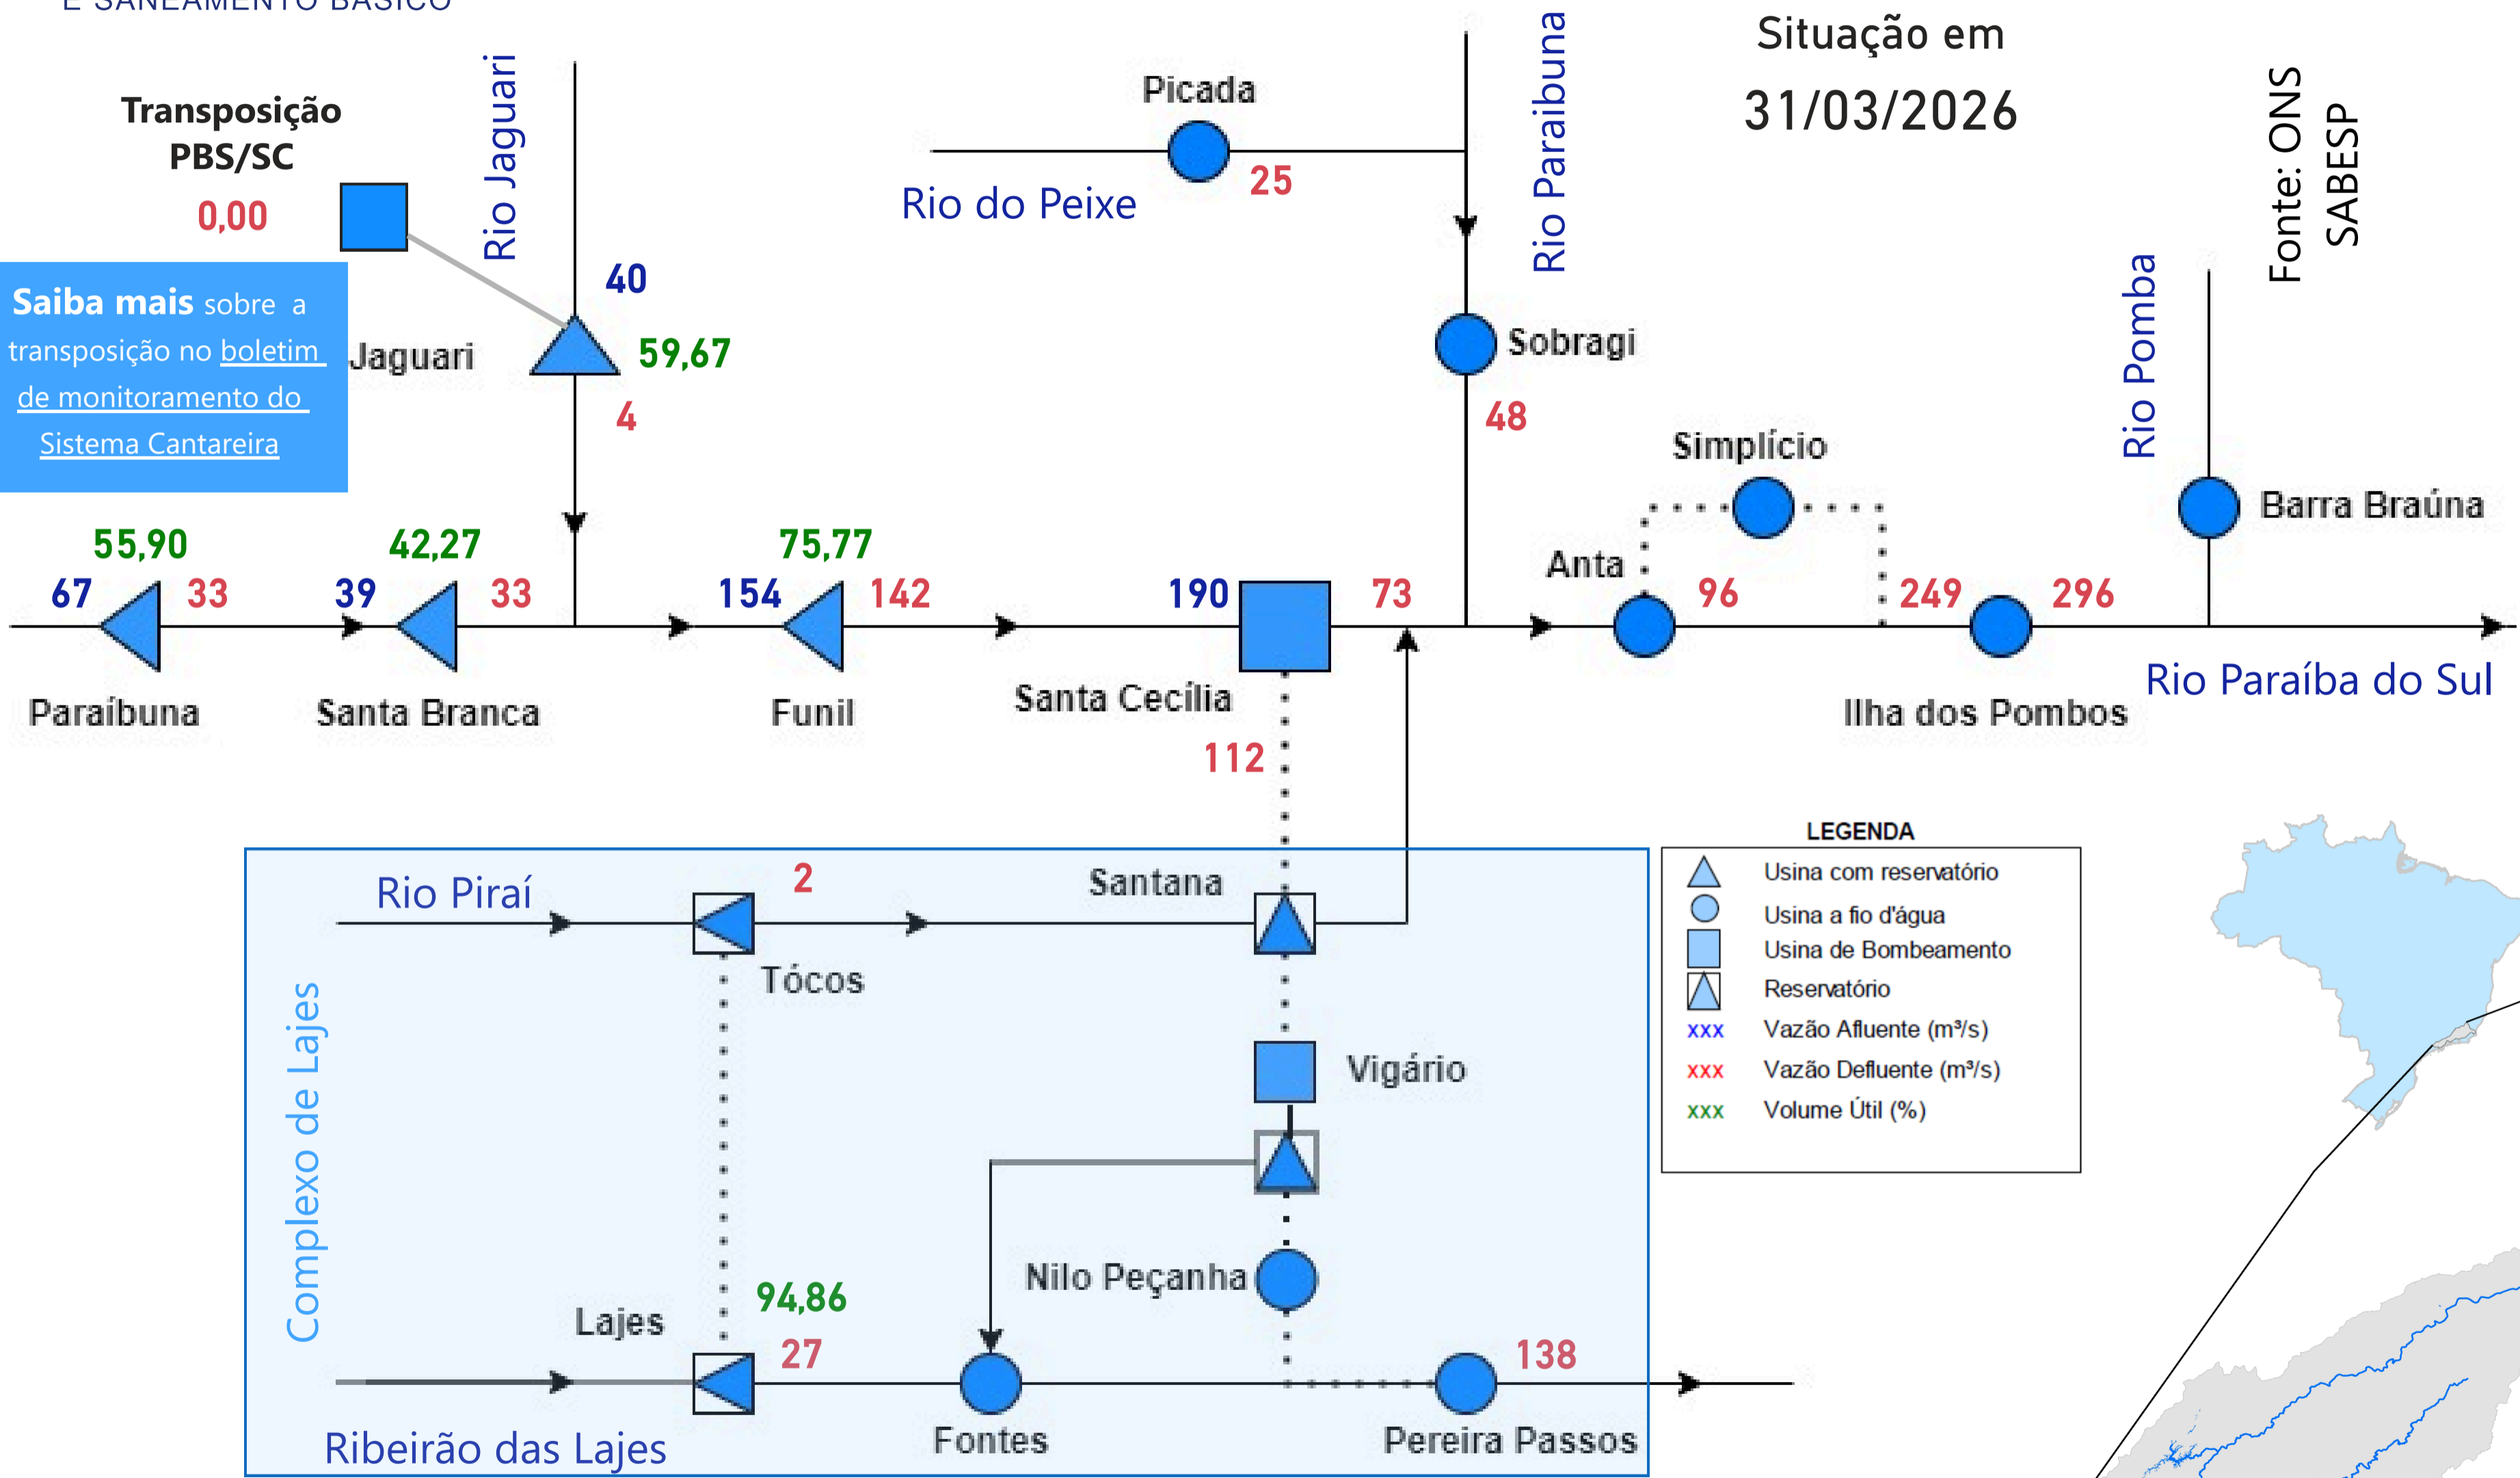 E SANEAMENTO BÁSICO
Situação em
31/03/2026
Fonte: ONS
SABESP
Transposição
PBS/SC
0,00
Rio Jaguari
Picada
25
Rio do Peixe
Rio Paraibuna
Saiba mais sobre a
transposição no boletim
de monitoramento do
Sistema Cantareira
40
Jaguari
59,67
4
Sobragi
48
Simplício
Rio Pomba
Barra Braúna
55,90
42,27
75,77
Anta
67
33
39
33
154
142
190
73
96
249
296
Rio Paraíba do Sul
Paraíbuna
Santa Branca
Funil
Santa Cecília
Ilha dos Pombos
112
Complexo de Lajes
Rio Piraí
2
Santana
Tócos
Vigário
Nilo Peçanha
94,86
Lajes
27
138
Ribeirão das Lajes
Fontes
Pereira Passos
LEGENDA
Usina com reservatório
Usina a fio d'água
Usina de Bombeamento
Reservatório
xxx Vazão Afluente (m³/s)
xxx Vazão Defluente (m³/s)
xxx Volume Útil (%)